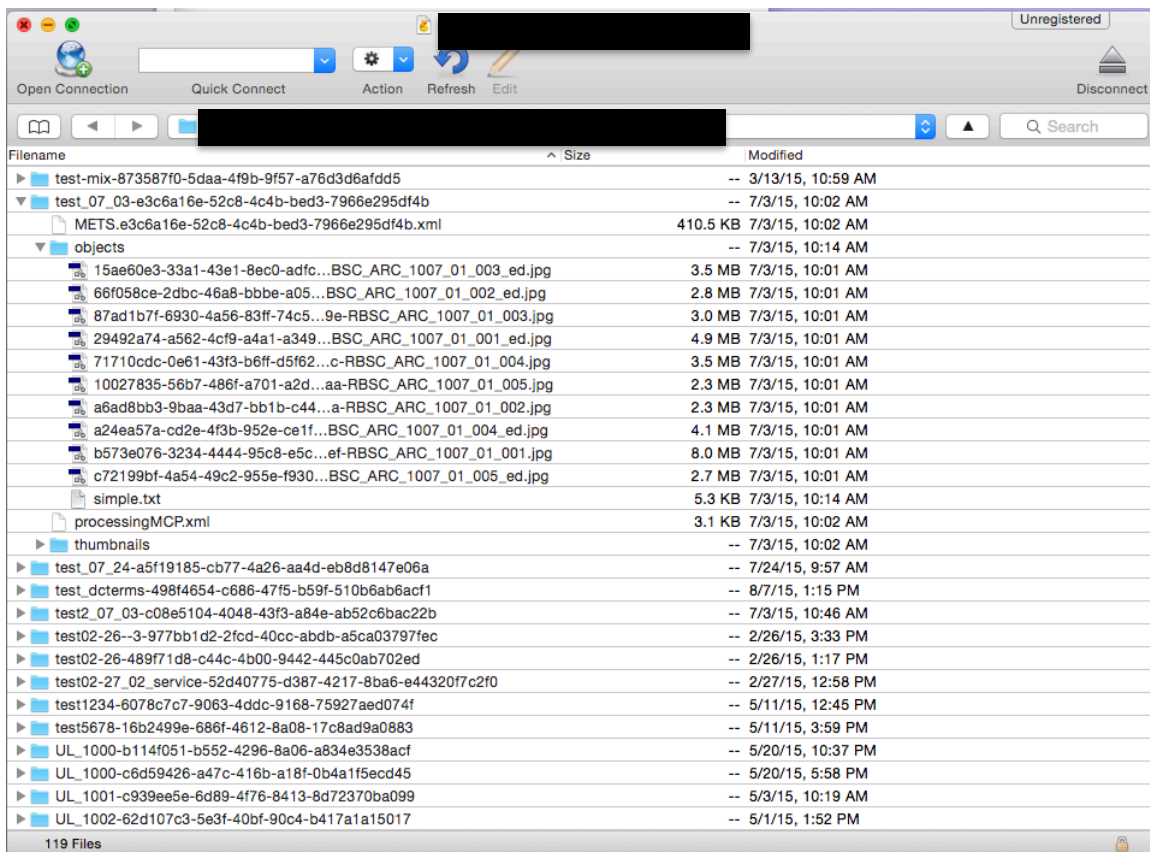 Unregistered
Open Connection Quick Connect Action Refresh Edit Disconnect
Search
Filename Size Modified
test-mix-873587f0-5daa-4f9b-9f57-a76d3d6afdd5 -- 3/13/15, 10:59 AM
test_07_03-e3c6a16e-52c8-4c4b-bed3-7966e295df4b -- 7/3/15, 10:02 AM
METS.e3c6a16e-52c8-4c4b-bed3-7966e295df4b.xml 410.5 KB 7/3/15, 10:02 AM
objects -- 7/3/15, 10:14 AM
15ae60e3-33a1-43e1-8ec0-adfc...BSC_ARC_1007_01_003_ed.jpg 3.5 MB 7/3/15, 10:01 AM
66f058ce-2dbc-46a8-bbbe-a05...BSC_ARC_1007_01_002_ed.jpg 2.8 MB 7/3/15, 10:01 AM
87ad1b7f-6930-4a56-83ff-74c5...9e-RBSC_ARC_1007_01_003.jpg 3.0 MB 7/3/15, 10:01 AM
29492a74-a562-4cf9-a4a1-a349...BSC_ARC_1007_01_001_ed.jpg 4.9 MB 7/3/15, 10:01 AM
71710cdc-0e61-43f3-b6ff-d5f62...c-RBSC_ARC_1007_01_004.jpg 3.5 MB 7/3/15, 10:01 AM
10027835-56b7-486f-a701-a2d...aa-RBSC_ARC_1007_01_005.jpg 2.3 MB 7/3/15, 10:01 AM
a6ad8bb3-9baa-43d7-bb1b-c44...a-RBSC_ARC_1007_01_002.jpg 2.3 MB 7/3/15, 10:01 AM
a24ea57a-cd2e-4f3b-952e-ce1f...BSC_ARC_1007_01_004_ed.jpg 4.1 MB 7/3/15, 10:01 AM
b573e076-3234-4444-95c8-e5c...ef-RBSC_ARC_1007_01_001.jpg 8.0 MB 7/3/15, 10:01 AM
c72199bf-4a54-49c2-955e-f930...BSC_ARC_1007_01_005_ed.jpg 2.7 MB 7/3/15, 10:01 AM
simple.txt 5.3 KB 7/3/15, 10:14 AM
processingMCP.xml 3.1 KB 7/3/15, 10:02 AM
thumbnails -- 7/3/15, 10:02 AM
test_07_24-a5f19185-cb77-4a26-aa4d-eb8d8147e06a -- 7/24/15, 9:57 AM
test_dcterms-498f4654-c686-47f5-b59f-510b6ab6acf1 -- 8/7/15, 1:15 PM
test2_07_03-c08e5104-4048-43f3-a84e-ab52c6bac22b -- 7/3/15, 10:46 AM
test02-26--3-977bb1d2-2fcd-40cc-abdb-a5ca03797fec -- 2/26/15, 3:33 PM
test02-26-489f71d8-c44c-4b00-9442-445c0ab702ed -- 2/26/15, 1:17 PM
test02-27_02_service-52d40775-d387-4217-8ba6-e44320f7c2f0 -- 2/27/15, 12:58 PM
test1234-6078c7c7-9063-4ddc-9168-75927aed074f -- 5/11/15, 12:45 PM
test5678-16b2499e-686f-4612-8a08-17c8ad9a0883 -- 5/11/15, 3:59 PM
UL_1000-b114f051-b552-4296-8a06-a834e3538acf -- 5/20/15, 10:37 PM
UL_1000-c6d59426-a47c-416b-a18f-0b4a1f5ecd45 -- 5/20/15, 5:58 PM
UL_1001-c939ee5e-6d89-4f76-8413-8d72370ba099 -- 5/3/15, 10:19 AM
UL_1002-62d107c3-5e3f-40bf-90c4-b417a1a15017 -- 5/1/15, 1:52 PM
119 Files